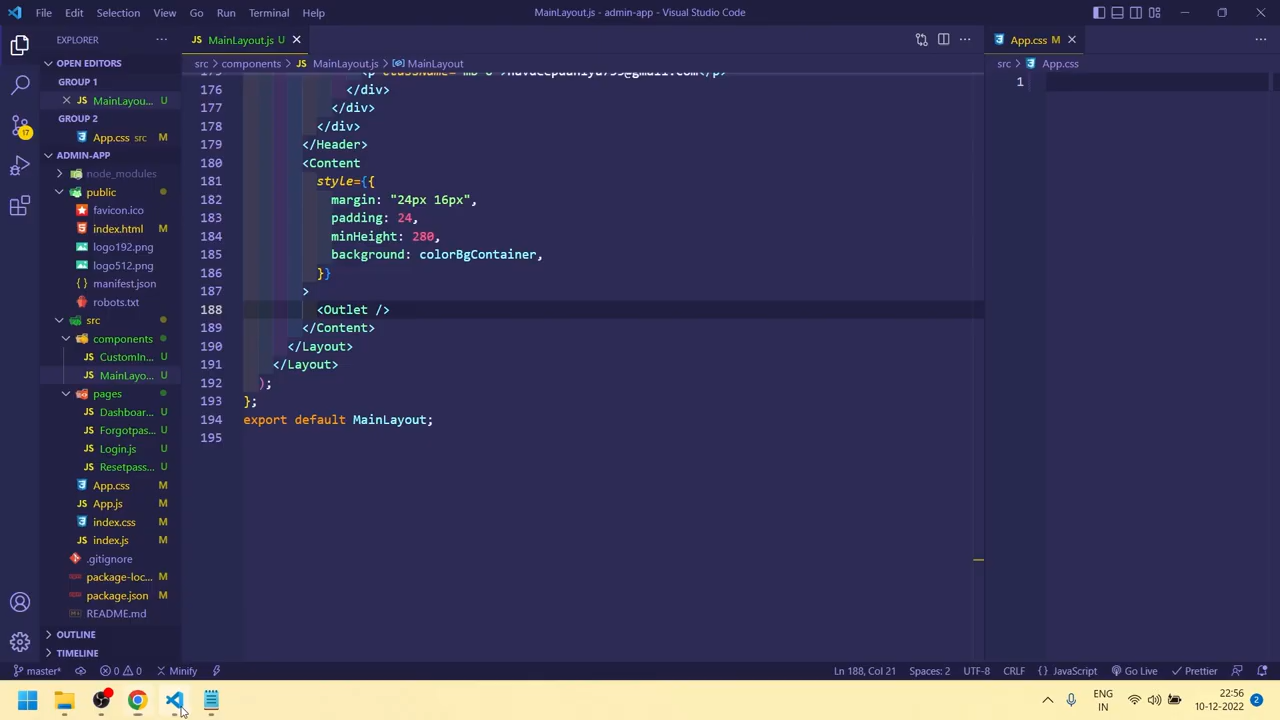 File Edit Selection View Go Run Terminal Help
MainLayout.js - admin-app - Visual Studio Code
EXPLORER
OPEN EDITORS
GROUP 1
MainLayou... U
GROUP 2
App.css src M
ADMIN-APP
node_modules
public
favicon.ico
index.html M
logo192.png
logo512.png
manifest.json
robots.txt
src
components
CustomIn... U
MainLayo... U
pages
Dashboar... U
Forgotpas... U
Login.js U
Resetpass... U
App.css M
App.js M
index.css M
index.js M
.gitignore
package-loc... M
package.json M
README.md
OUTLINE
TIMELINE
17
MainLayout.js U
src > components > JS MainLayout.js > MainLayout
176 </div>
177 </div>
178 </div>
179 </Header>
180 <Content
181 style={{
182 margin: "24px 16px",
183 padding: 24,
184 minHeight: 280,
185 background: colorBgContainer,
186 }}
187 >
188 <Outlet />
189 </Content>
190 </Layout>
191 </Layout>
192 );
193 };
194 export default MainLayout;
195
App.css M
src > App.css
1
master* 0 0 Minify
Ln 188, Col 21 Spaces: 2 UTF-8 CRLF {} JavaScript Go Live Prettier
ENG
IN
22:56
10-12-2022
2